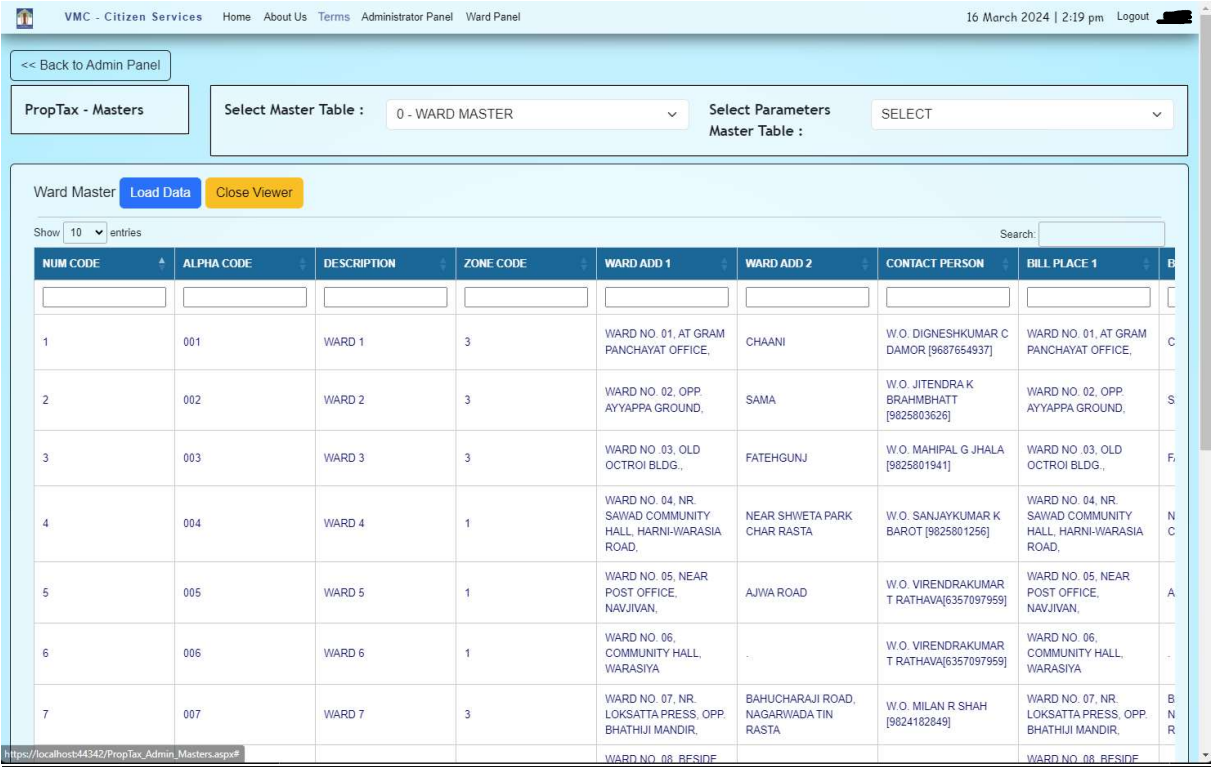 VMC - Citizen Services Home About Us Terms Administrator Panel Ward Panel 16 March 2024 | 2:19 pm Logout
<< Back to Admin Panel
PropTax - Masters
Select Master Table :
0 - WARD MASTER
Select Parameters
Master Table :
SELECT
Ward Master Load Data Close Viewer
Show 10 entries
Search:
NUM CODE ALPHA CODE DESCRIPTION ZONE CODE WARD ADD 1 WARD ADD 2 CONTACT PERSON BILL PLACE 1 B
1 001 WARD 1 3
WARD NO. 01, AT GRAM
PANCHAYAT OFFICE,
CHAANI
W.O. DIGNESHKUMAR C
DAMOR [9687654937]
WARD NO. 01, AT GRAM
PANCHAYAT OFFICE,
C
2 002 WARD 2 3
WARD NO. 02, OPP.
AYYAPPA GROUND,
SAMA
W.O. JITENDRA K
BRAHMBHATT
[9825803626]
WARD NO. 02, OPP.
AYYAPPA GROUND,
S
3 003 WARD 3 3
WARD NO .03, OLD
OCTROI BLDG.,
FATEHGUNJ
W.O. MAHIPAL G JHALA
[9825801941]
WARD NO .03, OLD
OCTROI BLDG.,
FA
4 004 WARD 4 1
WARD NO. 04, NR.
SAWAD COMMUNITY
HALL, HARNI-WARASIA
ROAD,
NEAR SHWETA PARK
CHAR RASTA
W.O. SANJAYKUMAR K
BAROT [9825801256]
WARD NO. 04, NR.
SAWAD COMMUNITY
HALL, HARNI-WARASIA
ROAD,
N
C
5 005 WARD 5 1
WARD NO. 05, NEAR
POST OFFICE,
NAVJIVAN,
AJWA ROAD
W.O. VIRENDRAKUMAR
T RATHAVA[6357097959]
WARD NO. 05, NEAR
POST OFFICE,
NAVJIVAN,
A
6 006 WARD 6 1
WARD NO. 06,
COMMUNITY HALL,
WARASIYA
.
W.O. VIRENDRAKUMAR
T RATHAVA[6357097959]
WARD NO. 06,
COMMUNITY HALL,
WARASIYA
.
7 007 WARD 7 3
WARD NO. 07, NR.
LOKSATTA PRESS, OPP.
BHATHIJI MANDIR,
BAHUCHARAJI ROAD,
NAGARWADA TIN
RASTA
W.O. MILAN R SHAH
[9824182849]
WARD NO. 07, NR.
LOKSATTA PRESS, OPP.
BHATHIJI MANDIR,
B
N
R
WARD NO. 08, BESIDE
WARD NO. 08, BESIDE
https://localhost:44342/PropTax_Admin_Masters.aspx#